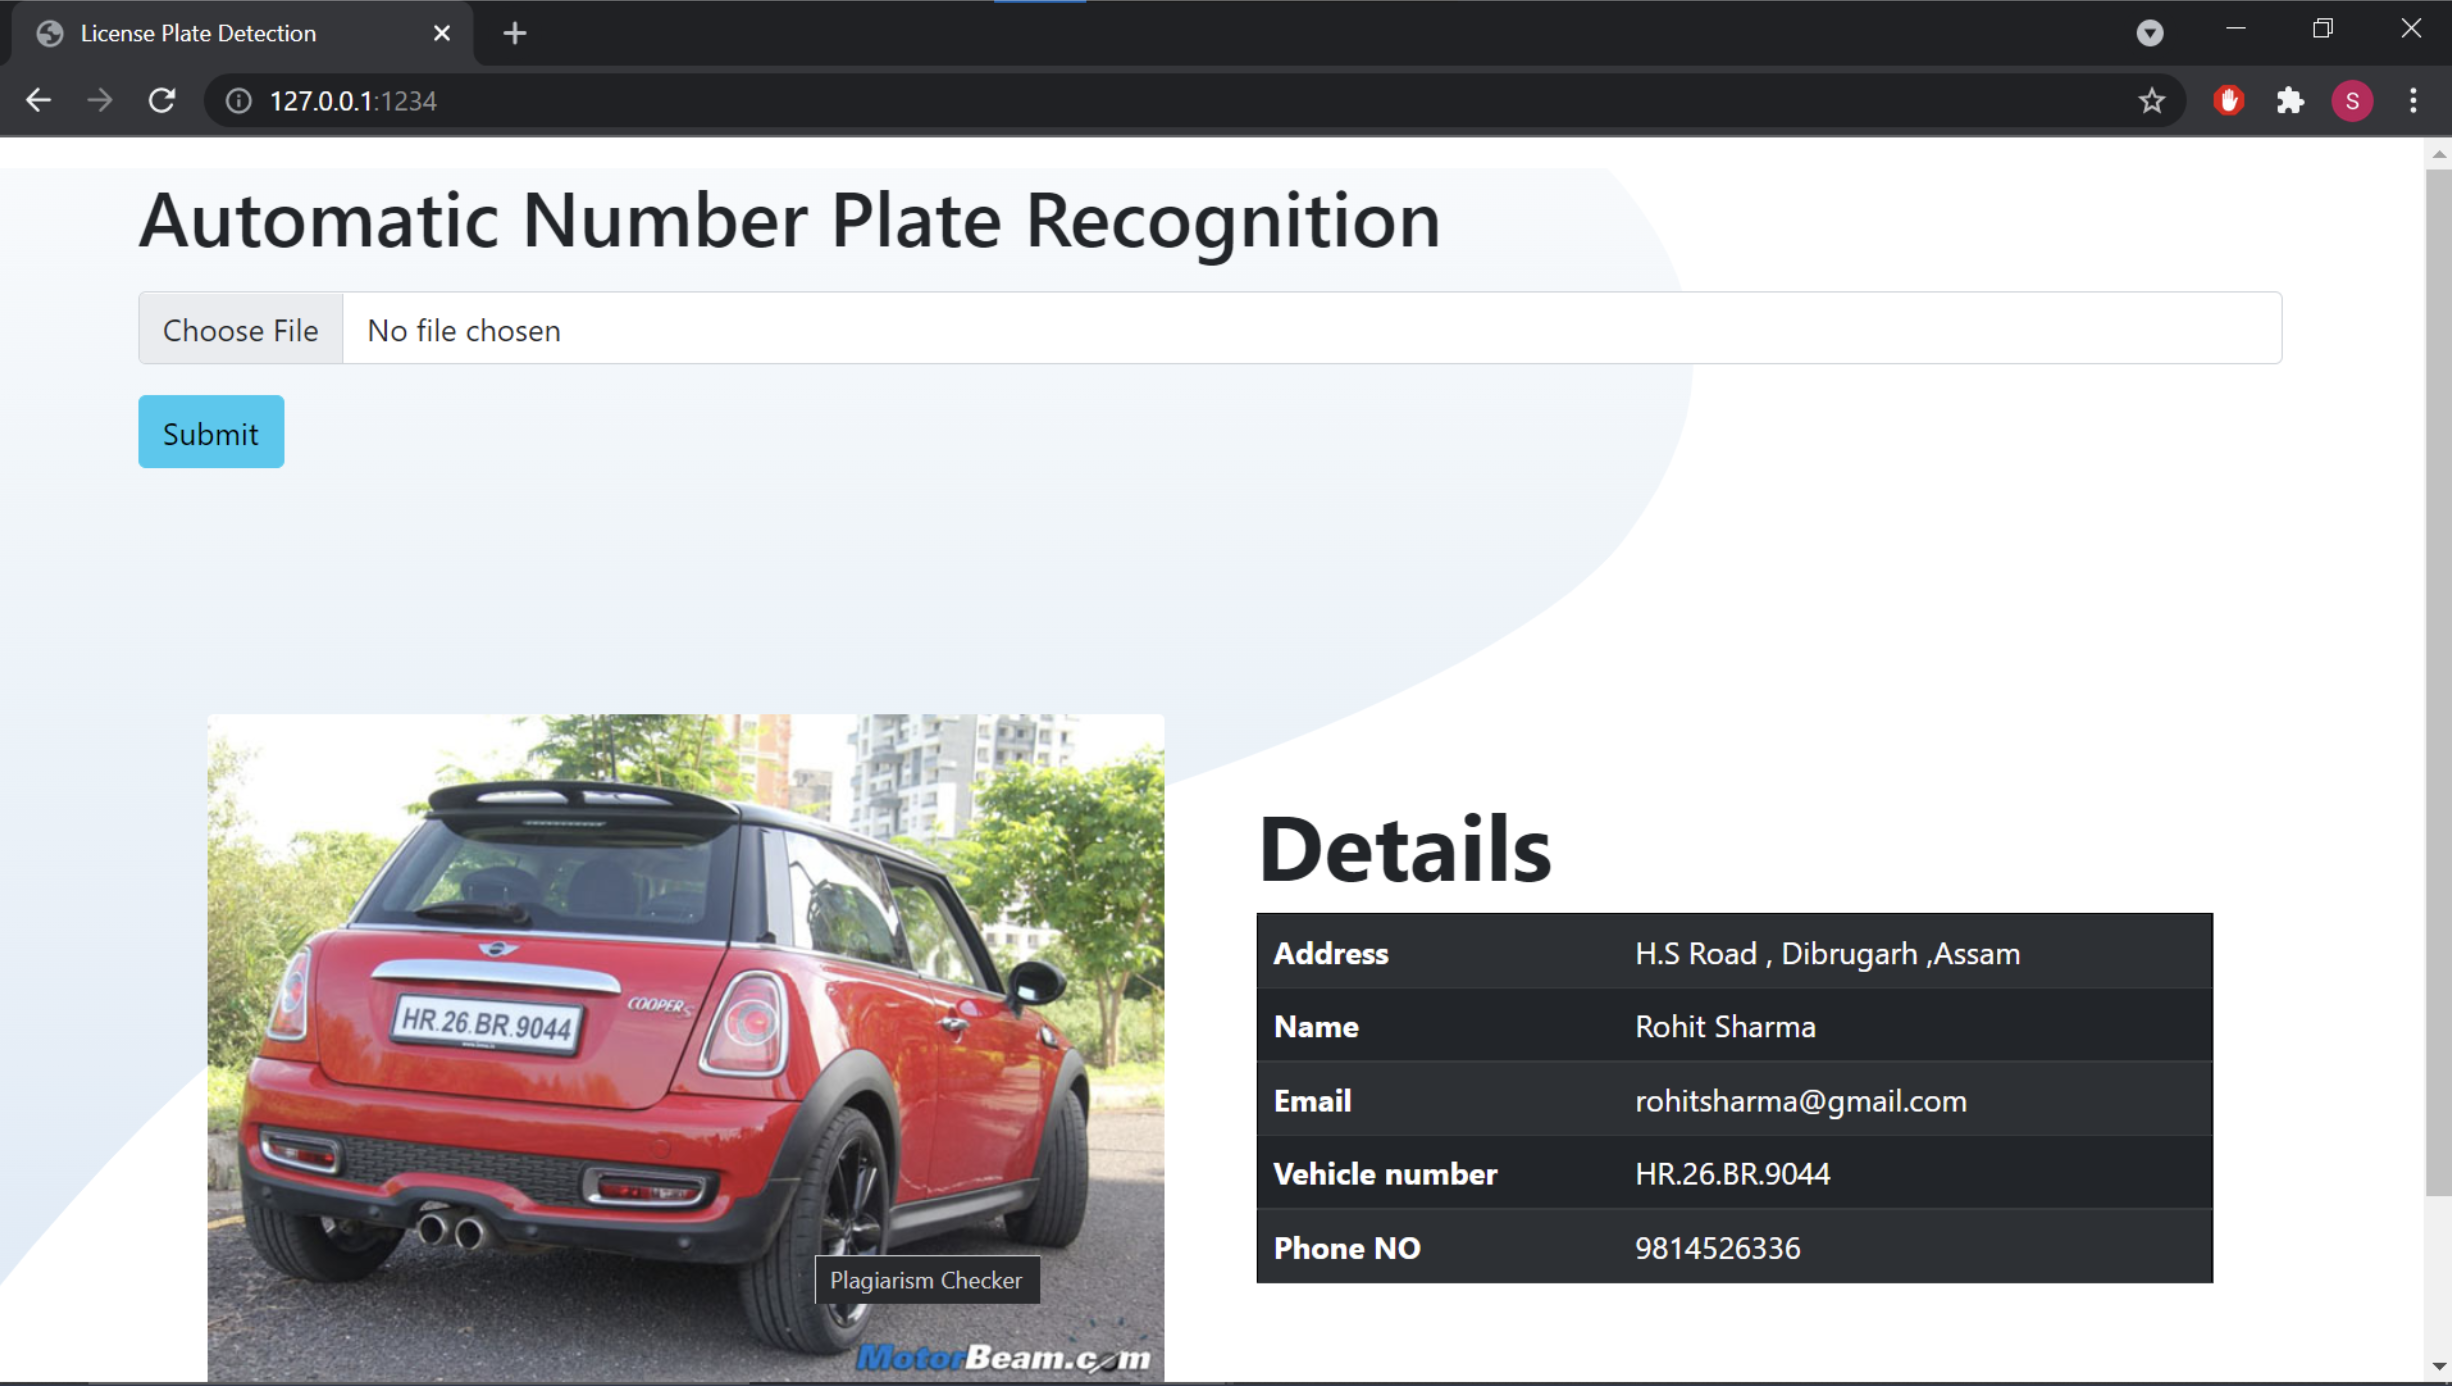 License Plate Detection
127.0.0.1:1234
S
Automatic Number Plate Recognition
Choose File No file chosen
Submit
HR.26.BR.9044
COOPER S
Plagiarism Checker
MotorBeam.com
Details
Address H.S Road , Dibrugarh ,Assam
Name Rohit Sharma
Email rohitsharma@gmail.com
Vehicle number HR.26.BR.9044
Phone NO 9814526336